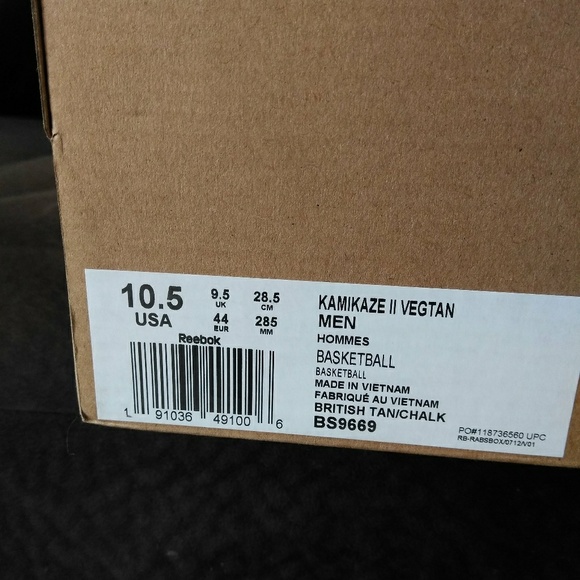 10.5
USA
9.5
UK
44
EUR
28.5
CM
285
MM
Reebok
1 91036 49100 6
KAMIKAZE II VEGTAN
MEN
HOMMES
BASKETBALL
BASKETBALL
MADE IN VIETNAM
FABRIQUÉ AU VIETNAM
BRITISH TAN/CHALK
BS9669
PO#118736560 UPC
RB-RABSBOX/0712/V/01